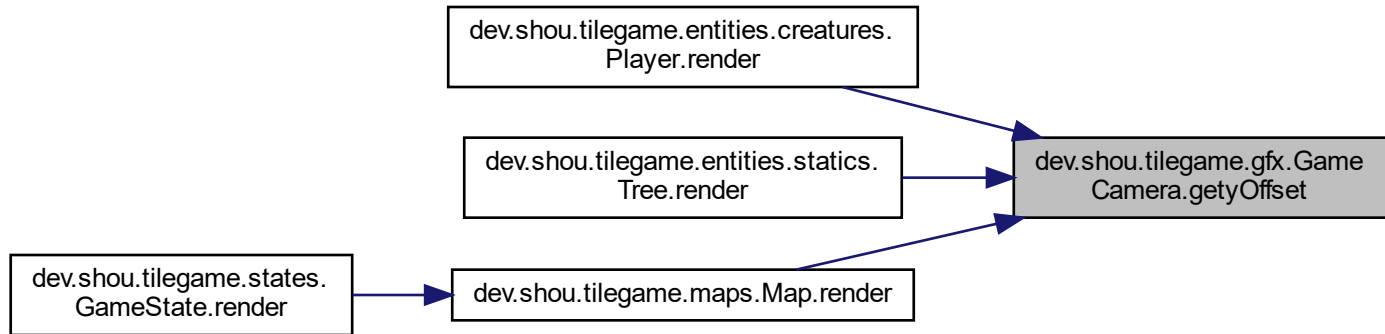 dev.shou.tilegame.entities.creatures.
Player.render
dev.shou.tilegame.entities.statics.
Tree.render
dev.shou.tilegame.gfx.Game
Camera.getyOffset
dev.shou.tilegame.states.
GameState.render
dev.shou.tilegame.maps.Map.render